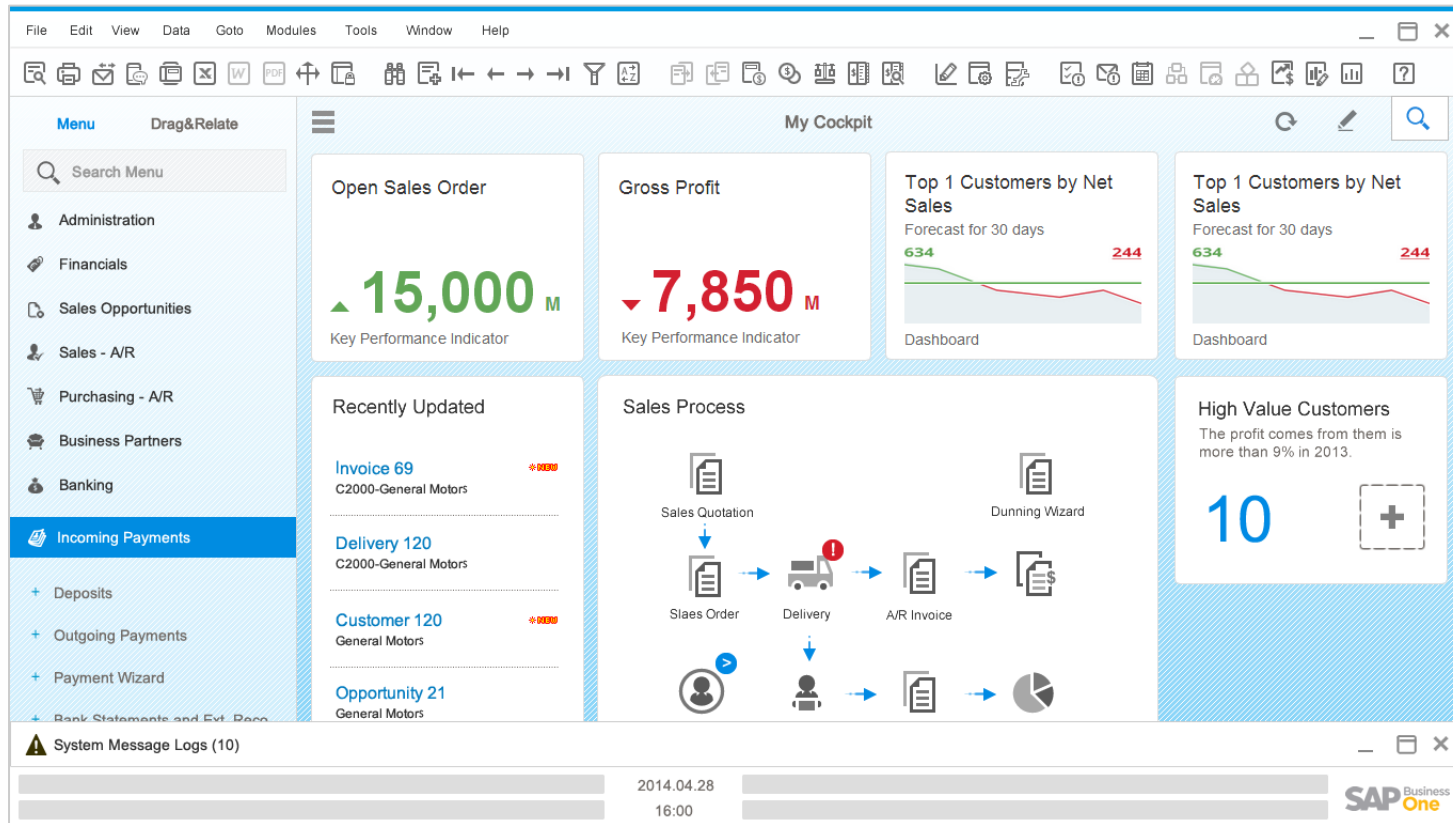 File Edit View Data Goto Modules Tools Window Help
W PDF
Menu Drag&Relate
My Cockpit
Search Menu
Administration
Financials
Sales Opportunities
Sales - A/R
Purchasing - A/R
Business Partners
Banking
Incoming Payments
+ Deposits
+ Outgoing Payments
+ Payment Wizard
+ Bank Statements and Ext. Reco
Open Sales Order
15,000 M
Key Performance Indicator
Gross Profit
7,850 M
Key Performance Indicator
Top 1 Customers by Net
Sales
Forecast for 30 days
634 244
Dashboard
Top 1 Customers by Net
Sales
Forecast for 30 days
634 244
Dashboard
Recently Updated
Invoice 69 NEW
C2000-General Motors
Delivery 120
C2000-General Motors
Customer 120 NEW
General Motors
Opportunity 21
General Motors
Sales Process
Sales Quotation
Dunning Wizard
Slaes Order
Delivery
A/R Invoice
High Value Customers
The profit comes from them is
more than 9% in 2013.
10
System Message Logs (10)
2014.04.28
16:00
SAP Business
One